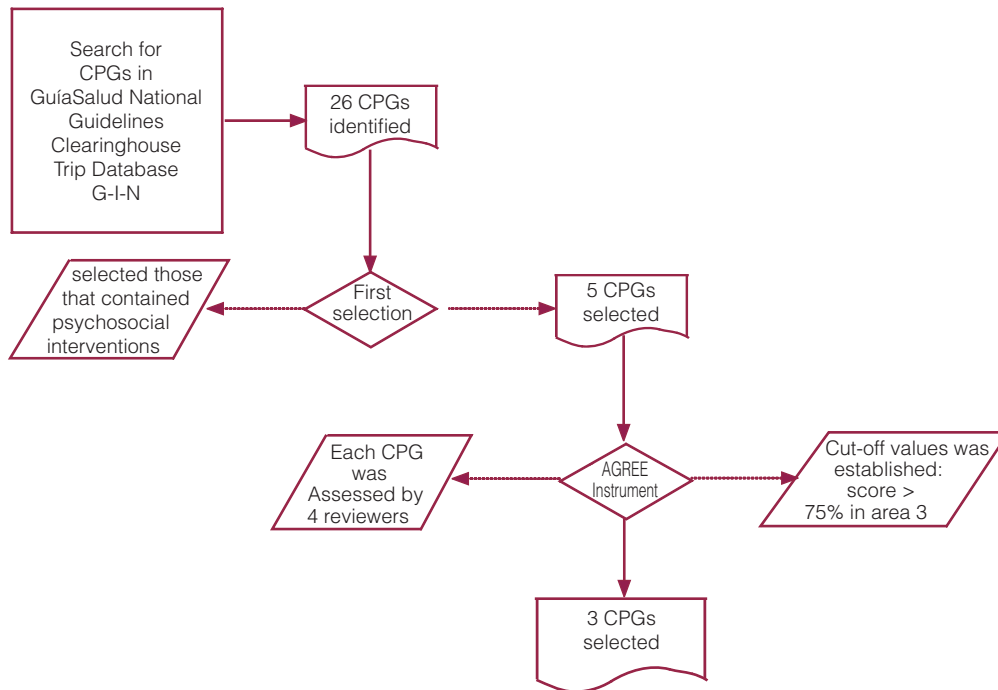 Search for
CPGs in
GuíaSalud National
Guidelines
Clearinghouse
Trip Database
G-I-N
26 CPGs
identified
selected those
that contained
psychosocial
interventions
First
selection
5 CPGs
selected
Each CPG
was
Assessed by
4 reviewers
AGREE
Instrument
Cut-off values was
established:
score >
75% in area 3
3 CPGs
selected